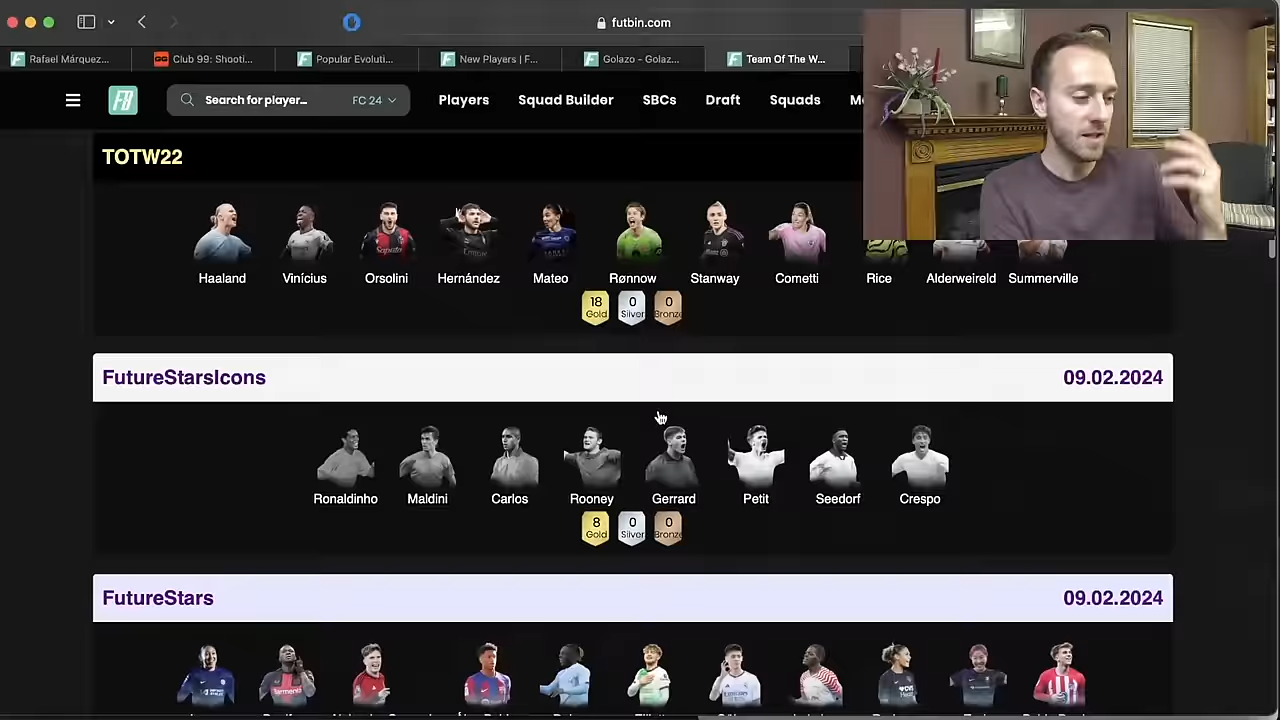 futbin.com
Rafael Márquez... Club 99: Shooti... Popular Evoluti... New Players | F... Golazo - Golaz... Team Of The W...
FB Search for player... FC 24 Players Squad Builder SBCs Draft Squads
TOTW22
Haaland Vinícius Orsolini Hernández Mateo Rønnow Stanway Cometti Rice Alderweireld Summerville
18 0 0
Gold Silver Bronze
FutureStarsIcons 09.02.2024
Ronaldinho Maldini Carlos Rooney Gerrard Petit Seedorf Crespo
8 0 0
Gold Silver Bronze
FutureStars 09.02.2024